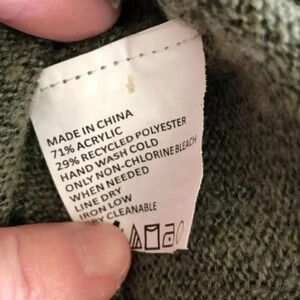 MADE IN CHINA
71% ACRYLIC
29% RECYCLED POLYESTER
HAND WASH COLD
ONLY NON-CHLORINE BLEACH
WHEN NEEDED
LINE DRY
IRON LOW
CLEANABLE